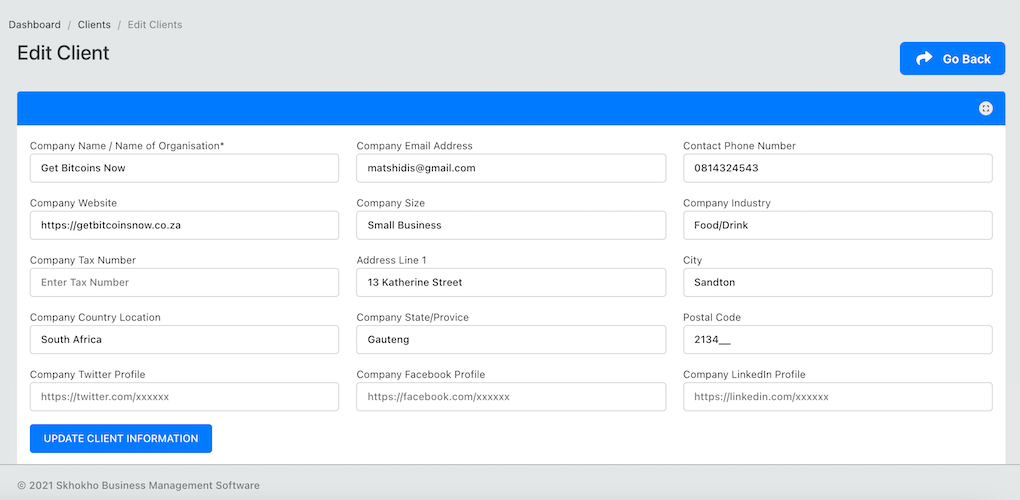 Dashboard / Clients / Edit Clients
Edit Client
Go Back
Company Name / Name of Organisation* Company Email Address Contact Phone Number
Get Bitcoins Now matshidis@gmail.com 0814324543
Company Website Company Size Company Industry
https://getbitcoinsnow.co.za Small Business Food/Drink
Company Tax Number Address Line 1 City
Enter Tax Number 13 Katherine Street Sandton
Company Country Location Company State/Provice Postal Code
South Africa Gauteng 2134__
Company Twitter Profile Company Facebook Profile Company LinkedIn Profile
https://twitter.com/xxxxxx https://facebook.com/xxxxxx https://linkedin.com/xxxxxx
UPDATE CLIENT INFORMATION
© 2021 Skhokho Business Management Software